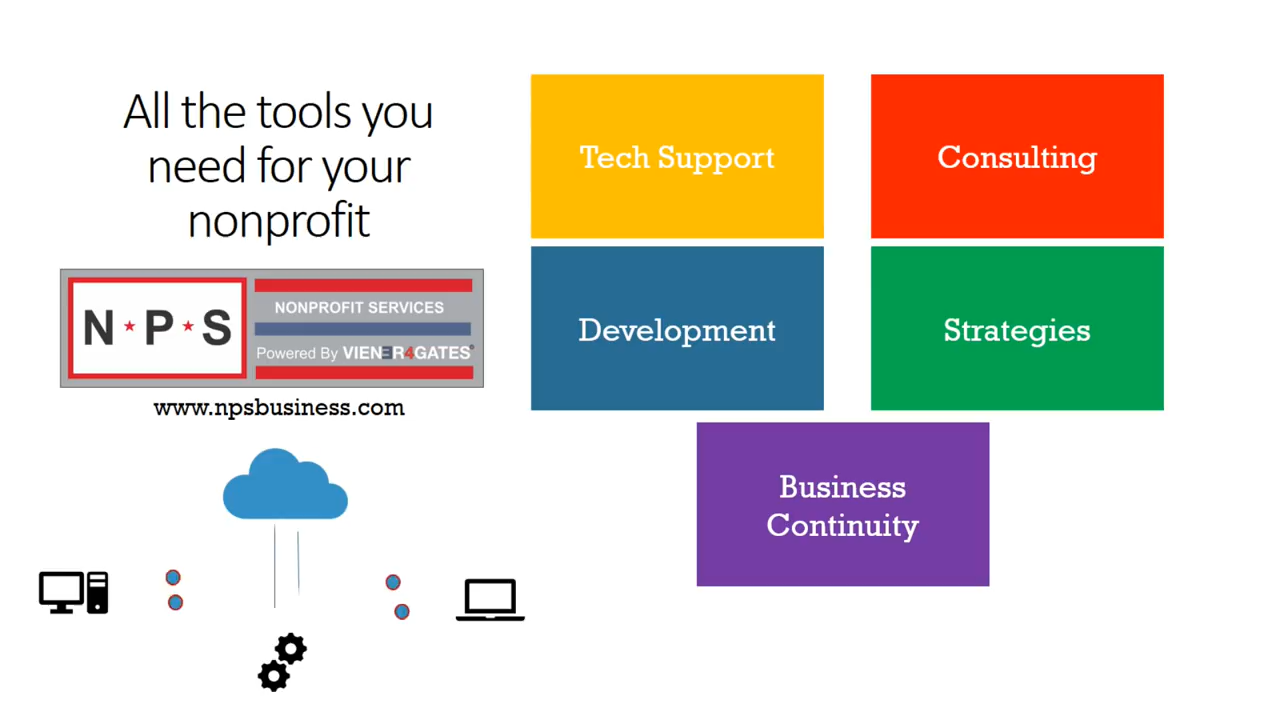 All the tools you
need for your
nonprofit
N★P★S
NONPROFIT SERVICES
Powered By VIENER4GATES®
www.npsbusiness.com
Tech Support
Consulting
Development
Strategies
Business
Continuity